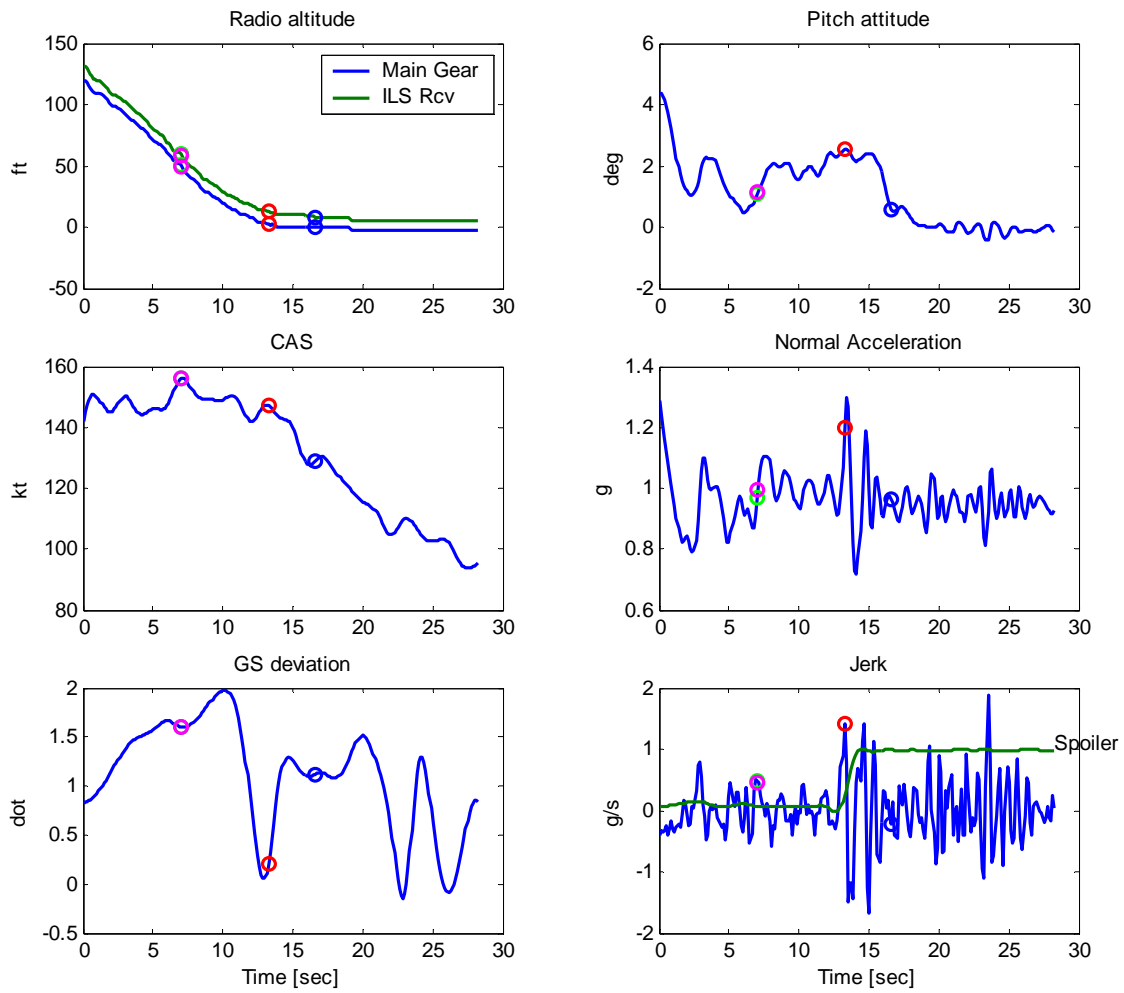 Radio altitude
150
100
50
0
-50
ft
Main Gear
ILS Rcv
0 5 10 15 20 25 30
Pitch attitude
6
4
2
0
-2
deg
0 5 10 15 20 25 30
CAS
160
140
120
100
80
kt
0 5 10 15 20 25 30
Normal Acceleration
1.4
1.2
1
0.8
0.6
g
0 5 10 15 20 25 30
GS deviation
2
1.5
1
0.5
0
-0.5
dot
0 5 10 15 20 25 30
Time [sec]
Jerk
2
1
0
-1
-2
g/s
Spoiler
0 5 10 15 20 25 30
Time [sec]